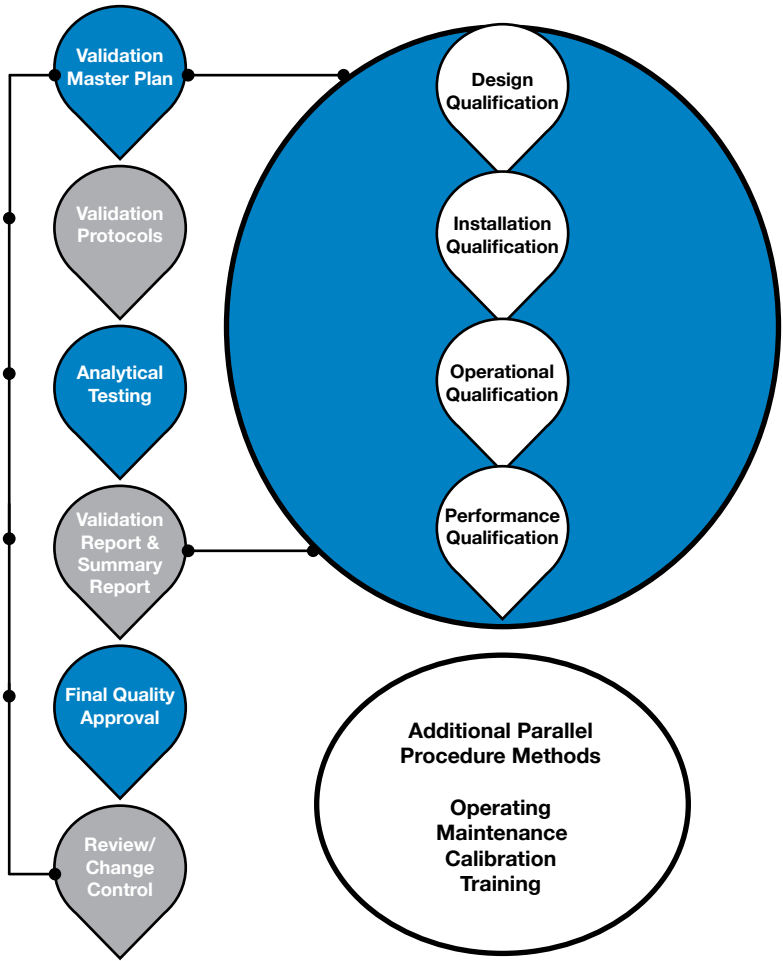 Validation
Master Plan
Validation
Protocols
Analytical
Testing
Validation
Report &
Summary
Report
Final Quality
Approval
Review/
Change
Control
Design
Qualification
Installation
Qualification
Operational
Qualification
Performance
Qualification
Additional Parallel
Procedure Methods
Operating
Maintenance
Calibration
Training